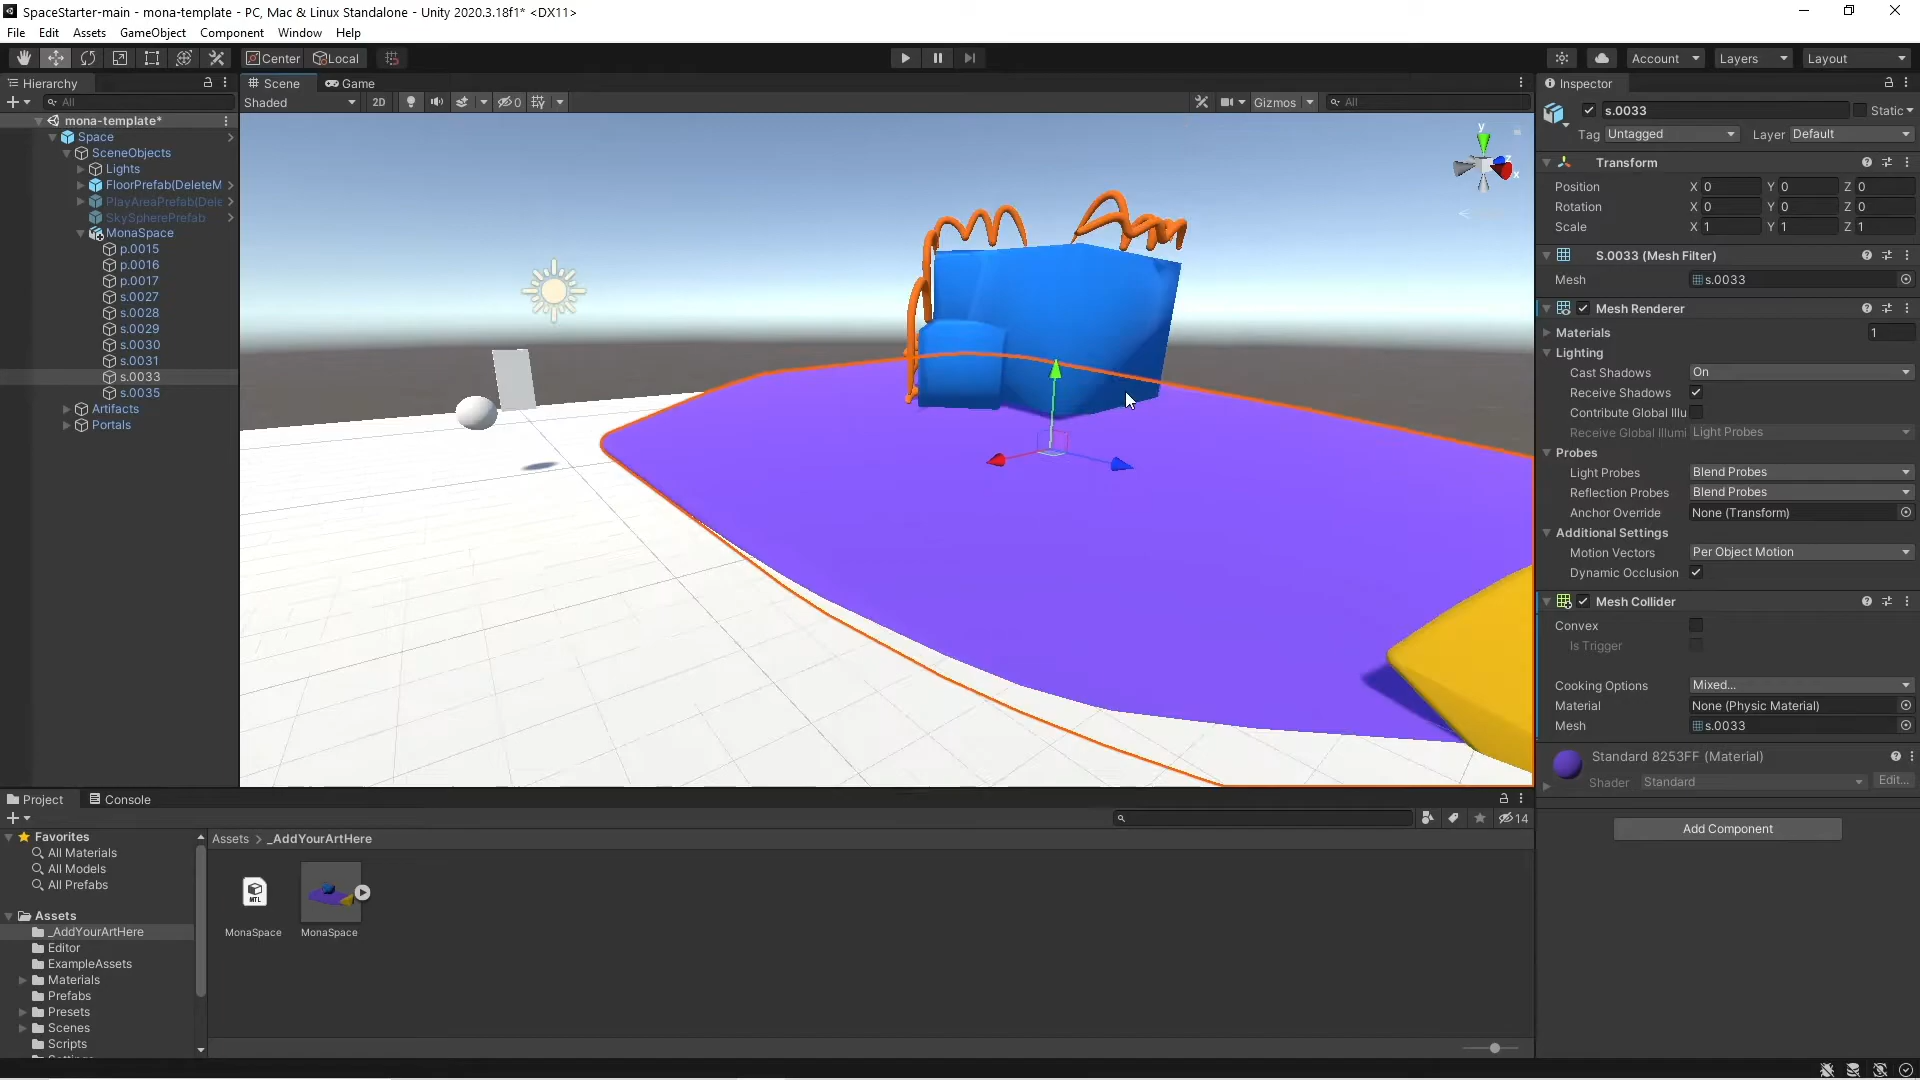 SpaceStarter-main - mona-template - PC, Mac & Linux Standalone - Unity 2020.3.18f1* <DX11>
File Edit Assets GameObject Component Window Help
Center Local Account Layers Layout
Hierarchy
All
mona-template*
Space
SceneObjects
Lights
FloorPrefab(DeleteM
PlayAreaPrefab(Dele
SkySpherePrefab
MonaSpace
p.0015
p.0016
p.0017
s.0027
s.0028
s.0029
s.0030
s.0031
s.0033
s.0035
Artifacts
Portals
Scene Game
Shaded 2D 0 Gizmos All
y
z
x
Inspector
s.0033 Static
Tag Untagged Layer Default
Transform
Position X 0 Y 0 Z 0
Rotation X 0 Y 0 Z 0
Scale X 1 Y 1 Z 1
S.0033 (Mesh Filter)
Mesh s.0033
Mesh Renderer
Materials 1
Lighting
Cast Shadows On
Receive Shadows
Contribute Global Illu
Receive Global Illumi Light Probes
Probes
Light Probes Blend Probes
Reflection Probes Blend Probes
Anchor Override None (Transform)
Additional Settings
Motion Vectors Per Object Motion
Dynamic Occlusion
Mesh Collider
Convex
Is Trigger
Cooking Options Mixed...
Material None (Physic Material)
Mesh s.0033
Standard 8253FF (Material)
Shader Standard Edit...
Add Component
Project Console
14
Favorites
All Materials
All Models
All Prefabs
Assets
_AddYourArtHere
Editor
ExampleAssets
Materials
Prefabs
Presets
Scenes
Scripts
Assets > _AddYourArtHere
MTL
MonaSpace MonaSpace